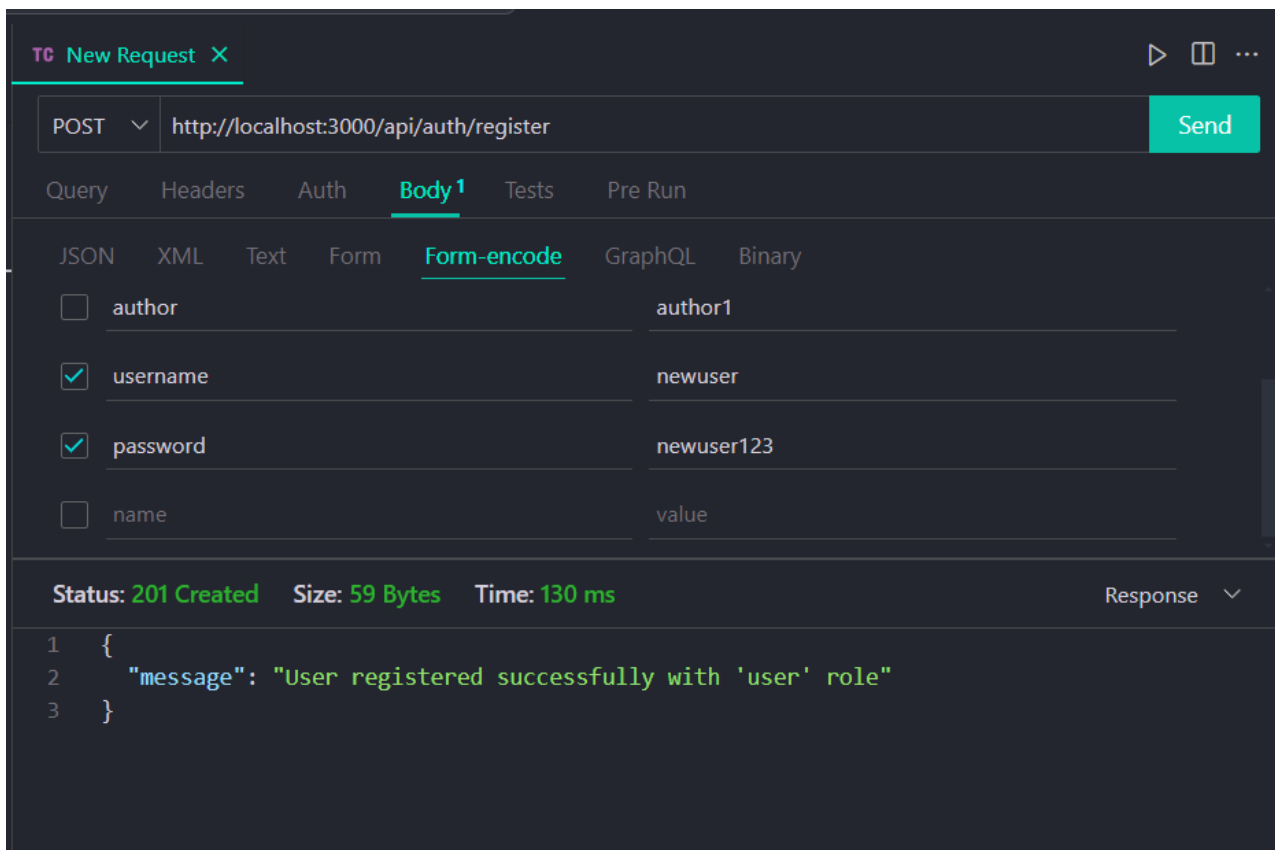 TC New Request
POST http://localhost:3000/api/auth/register Send
Query Headers Auth Body 1 Tests Pre Run
JSON XML Text Form Form-encode GraphQL Binary
author author1
username newuser
password newuser123
name value
Status: 201 Created Size: 59 Bytes Time: 130 ms Response
1 {
2 "message": "User registered successfully with 'user' role"
3 }